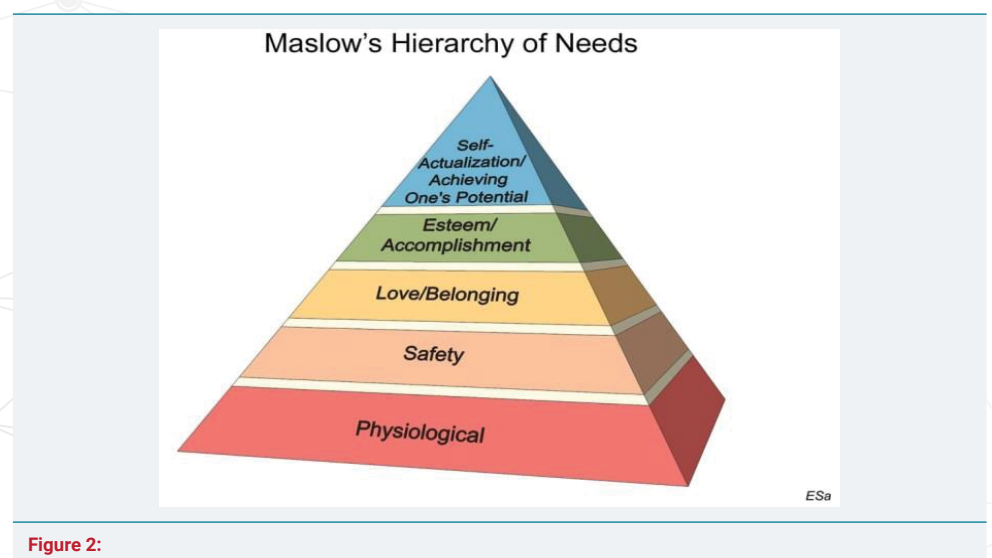 Maslow’s Hierarchy of Needs
Self-
Actualization/
Achieving
One's Potential
Esteem/
Accomplishment
Love/Belonging
Safety
Physiological
ESa
Figure 2: